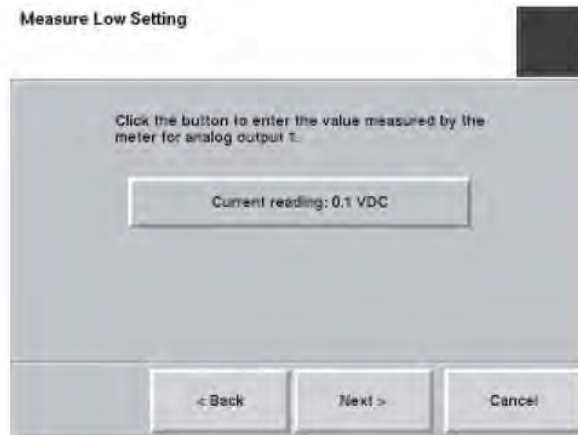 Measure Low Setting
Click the button to enter the value measured by the
meter for analog output 1.
Current reading: 0.1 VDC
< Back
Next >
Cancel